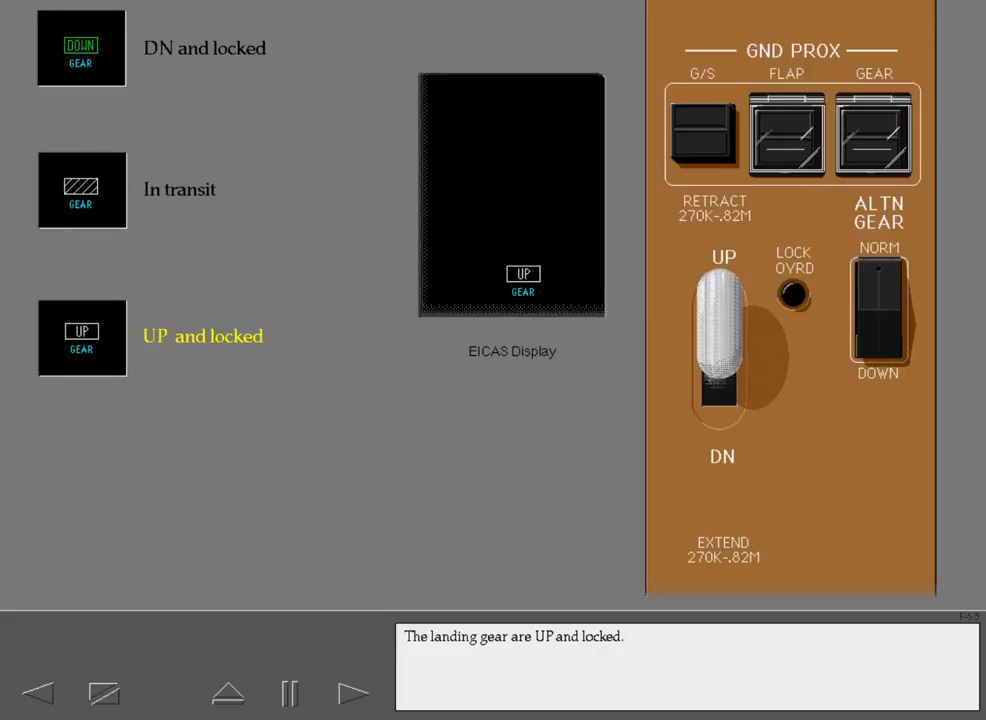 DOWN
GEAR
DN and locked
GEAR
In transit
UP
GEAR
UP and locked
UP
GEAR
EICAS Display
GND PROX
G/S FLAP GEAR
RETRACT
270K-.82M
ALTN
GEAR
NORM
UP
LOCK
OVRD
DOWN
DN
EXTEND
270K-.82M
F-5.5
The landing gear are UP and locked.